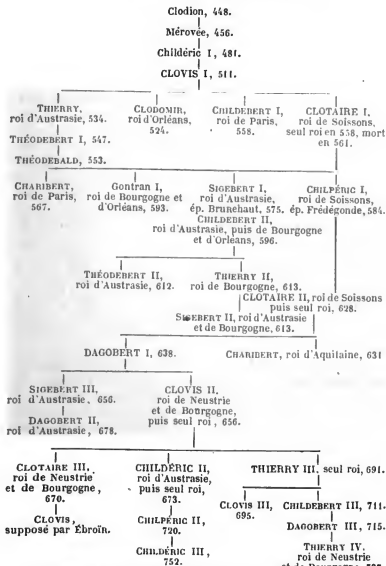 Clodion, 448.
Mérovée, 456.
Childéric I, 481.
CLOVIS I, 511.
THIERRY,
roi d'Austrasie, 534.
THÉODEBERT I, 547.
THÉODEBALD, 553.
CLODOMIR,
roi d'Orléans,
524.
CHILDEBERT I,
roi de Paris,
558.
CLOTAIRE I,
roi de Soissons,
seul roi en 558, mort
en 561.
CHARIBERT,
roi de Paris,
567.
Gontran I,
roi de Bourgogne et
d'Orléans, 593.
SIGEBERT I,
roi d'Austrasie,
ép. Brunehaut, 575.
CHILDEBERT II,
roi d'Austrasie, puis de Bourgogne
et d'Orléans, 596.
CHILPÉRIC I,
roi de Soissons,
ép. Frédégonde, 584.
THÉODEBERT II,
roi d'Austrasie, 612.
THIERRY II,
roi de Bourgogne, 613.
CLOTAIRE II, roi de Soissons
puis seul roi, 628.
SIGEBERT II, roi d'Austrasie
et de Bourgogne, 613.
DAGOBERT I, 638.
CHARIBERT, roi d'Aquitaine, 631
SIGEBERT III,
roi d'Austrasie, 656.
DAGOBERT II,
roi d'Austrasie, 678.
CLOVIS II,
roi de Neustrie
et de Bourgogne,
puis seul roi, 656.
CLOTAIRE III,
roi de Neustrie
et de Bourgogne,
670.
CLOVIS,
supposé par Ébroïn.
CHILDÉRIC II,
roi d'Austrasie,
puis seul roi,
673.
CHILPÉRIC II,
720.
CHILDÉRIC III,
752.
THIERRY III, seul roi, 691.
CLOVIS III,
695.
CHILDEBERT III, 711.
DAGOBERT III, 715.
THIERRY IV.
roi de Neustrie